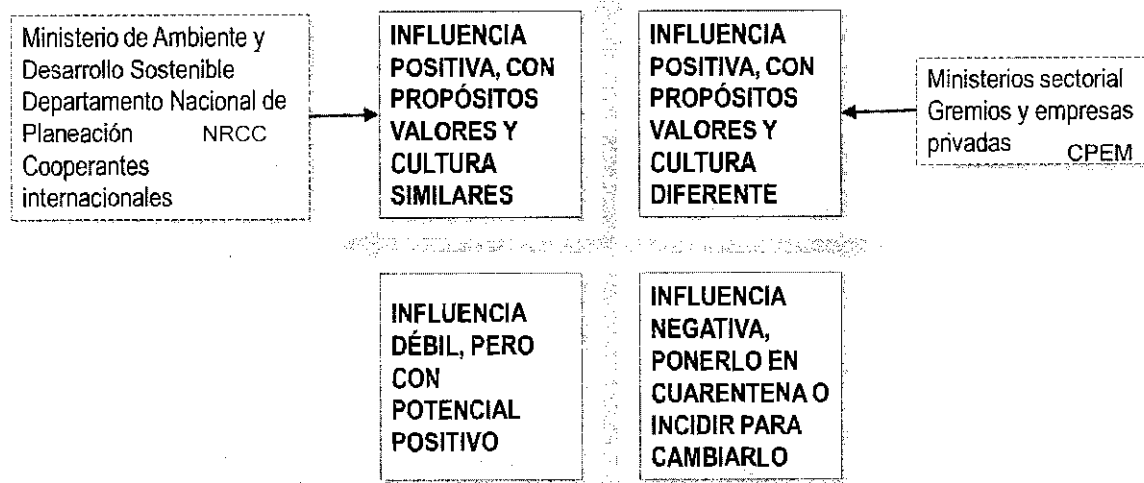 Ministerio de Ambiente y
Desarrollo Sostenible
Departamento Nacional de
Planeación NRCC
Cooperantes
internacionales
INFLUENCIA
POSITIVA, CON
PROPÓSITOS
VALORES Y
CULTURA
SIMILARES
INFLUENCIA
POSITIVA, CON
PROPÓSITOS
VALORES Y
CULTURA
DIFERENTE
Ministerios sectorial
Gremios y empresas
privadas CPEM
INFLUENCIA
DÉBIL, PERO
CON
POTENCIAL
POSITIVO
INFLUENCIA
NEGATIVA,
PONERLO EN
CUARENTENA O
INCIDIR PARA
CAMBIARLO